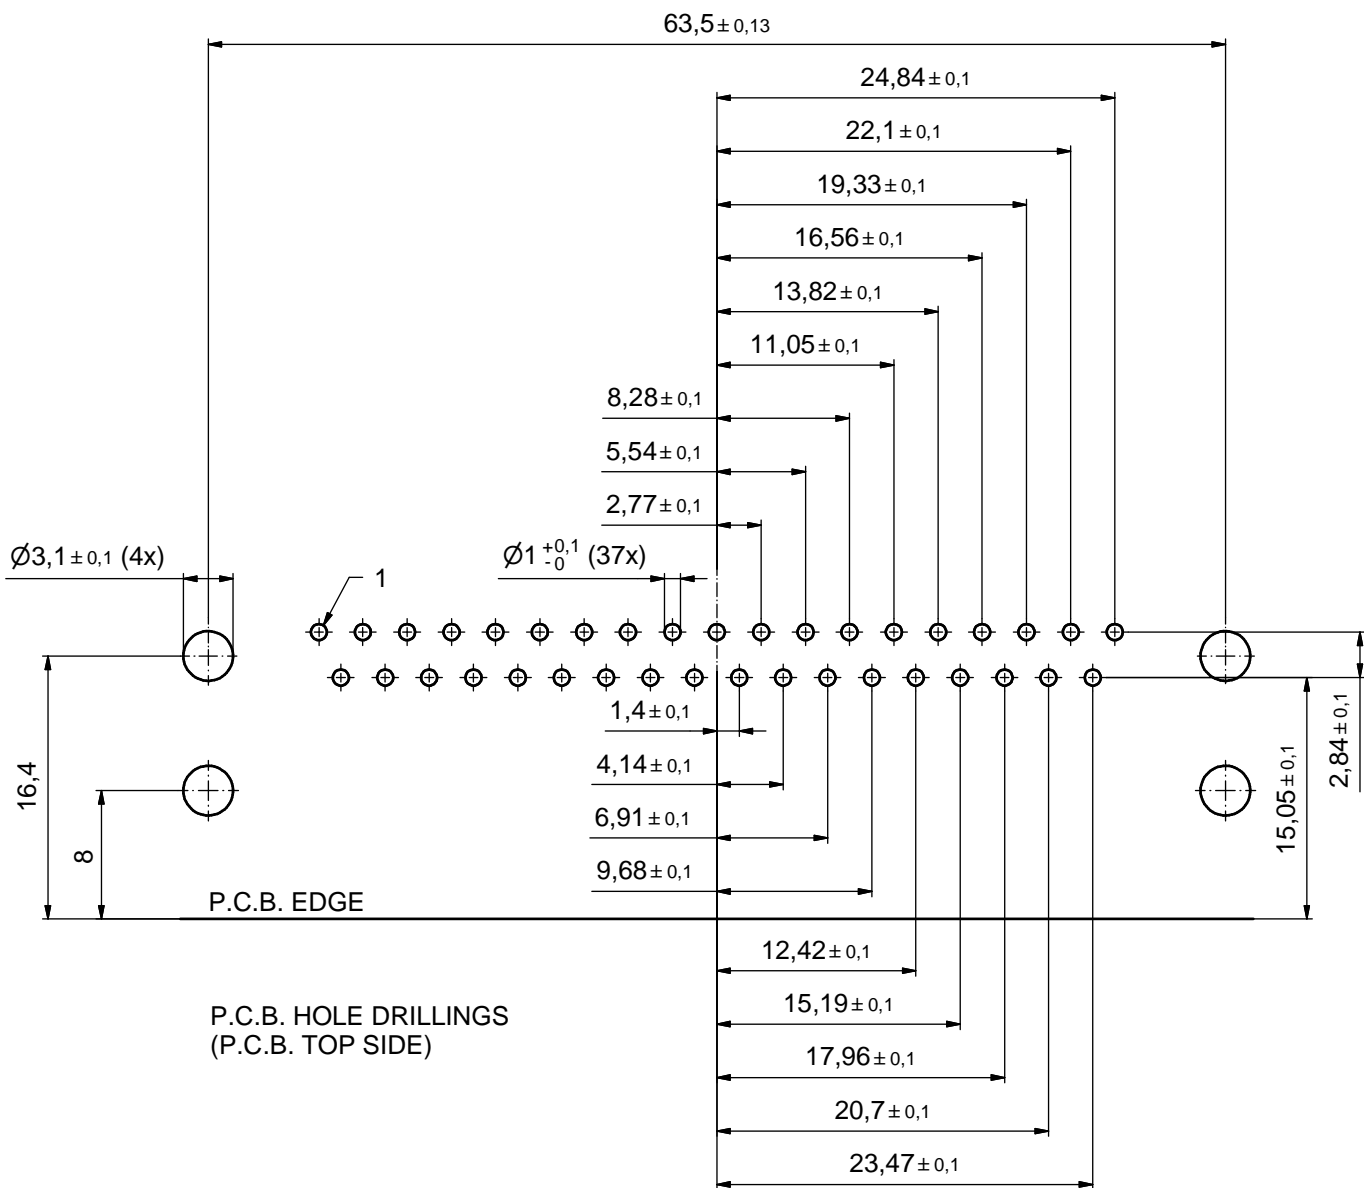 63,5 ± 0,13
24,84 ± 0,1
22,1 ± 0,1
19,33 ± 0,1
16,56 ± 0,1
13,82 ± 0,1
11,05 ± 0,1
8,28 ± 0,1
5,54 ± 0,1
2,77 ± 0,1
Ø3,1 ± 0,1 (4x)
Ø1 +0,1 -0 (37x)
1
1,4 ± 0,1
2,84 ± 0,1
15,05 ± 0,1
16,4
4,14 ± 0,1
6,91 ± 0,1
8
9,68 ± 0,1
P.C.B. EDGE
12,42 ± 0,1
15,19 ± 0,1
P.C.B. HOLE DRILLINGS
(P.C.B. TOP SIDE)
17,96 ± 0,1
20,7 ± 0,1
23,47 ± 0,1